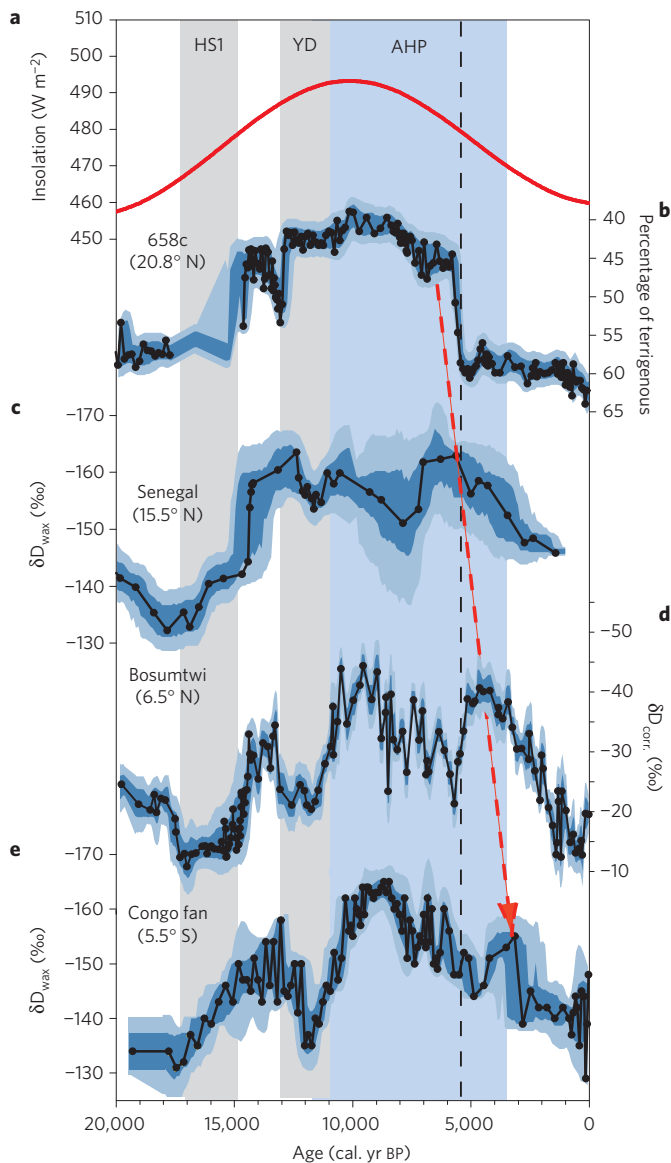 a
HS1 YD AHP
510
500
490
480
470
460
450
Insolation (W m⁻²)
b
658c
(20.8° N)
40
45
50
55
60
65
Percentage of terrigenous
c
−170
−160
−150
−140
−130
δD_wax (‰)
Senegal
(15.5° N)
d
Bosumtwi
(6.5° N)
−50
−40
−30
−20
−10
δD_corr. (‰)
e
−170
−160
−150
−140
−130
δD_wax (‰)
Congo fan
(5.5° S)
20,000 15,000 10,000 5,000 0
Age (cal. yr BP)